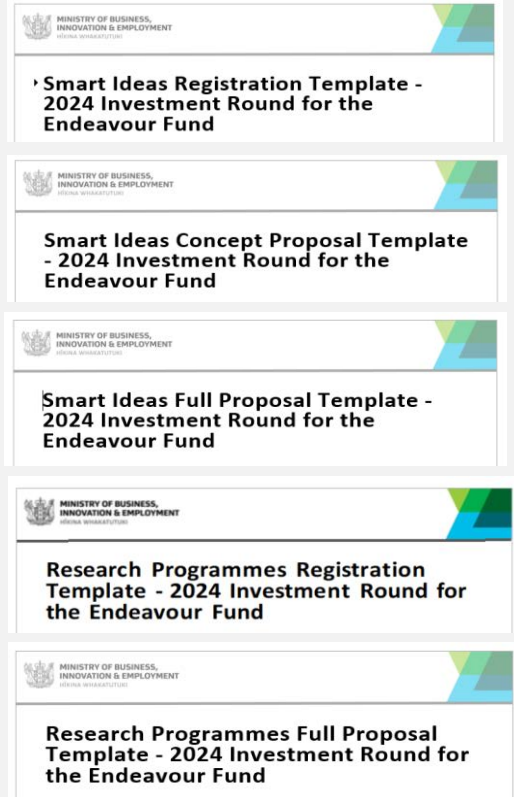 MINISTRY OF BUSINESS,
INNOVATION & EMPLOYMENT
HĪKINA WHAKATUTUKI
Smart Ideas Registration Template -
2024 Investment Round for the
Endeavour Fund
MINISTRY OF BUSINESS,
INNOVATION & EMPLOYMENT
HĪKINA WHAKATUTUKI
Smart Ideas Concept Proposal Template
- 2024 Investment Round for the
Endeavour Fund
MINISTRY OF BUSINESS,
INNOVATION & EMPLOYMENT
HĪKINA WHAKATUTUKI
Smart Ideas Full Proposal Template -
2024 Investment Round for the
Endeavour Fund
MINISTRY OF BUSINESS,
INNOVATION & EMPLOYMENT
HĪKINA WHAKATUTUKI
Research Programmes Registration
Template - 2024 Investment Round for
the Endeavour Fund
MINISTRY OF BUSINESS,
INNOVATION & EMPLOYMENT
HĪKINA WHAKATUTUKI
Research Programmes Full Proposal
Template - 2024 Investment Round for
the Endeavour Fund